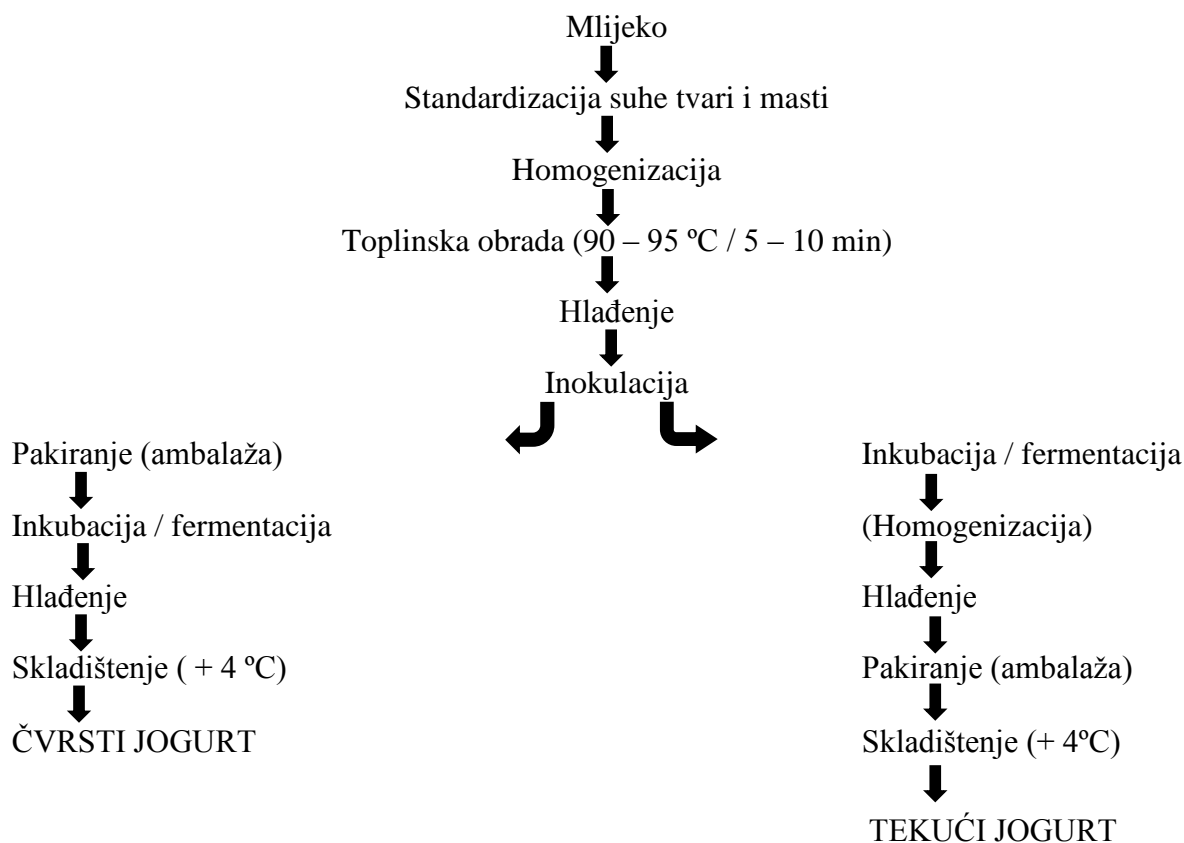 Mlijeko
Standardizacija suhe tvari i masti
Homogenizacija
Toplinska obrada (90 – 95 ºC / 5 – 10 min)
Hlađenje
Inokulacija
Pakiranje (ambalaža)
Inkubacija / fermentacija
Hlađenje
Skladištenje ( + 4 ºC)
ČVRSTI JOGURT
Inkubacija / fermentacija
(Homogenizacija)
Hlađenje
Pakiranje (ambalaža)
Skladištenje (+ 4ºC)
TEKUĆI JOGURT